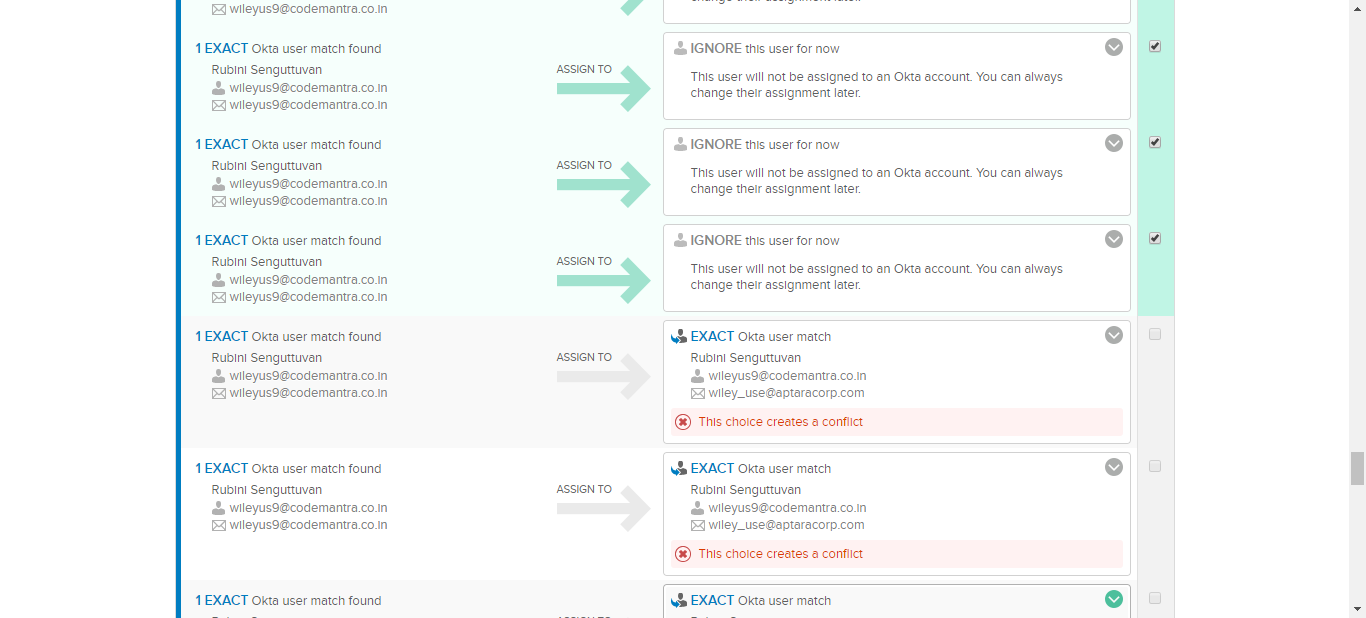 wileyus9@codemantra.co.in
change their assignment later.
1 EXACT Okta user match found
Rubini Senguttuvan
wileyus9@codemantra.co.in
wileyus9@codemantra.co.in
ASSIGN TO
IGNORE this user for now
This user will not be assigned to an Okta account. You can always
change their assignment later.
1 EXACT Okta user match found
Rubini Senguttuvan
wileyus9@codemantra.co.in
wileyus9@codemantra.co.in
ASSIGN TO
IGNORE this user for now
This user will not be assigned to an Okta account. You can always
change their assignment later.
1 EXACT Okta user match found
Rubini Senguttuvan
wileyus9@codemantra.co.in
wileyus9@codemantra.co.in
ASSIGN TO
IGNORE this user for now
This user will not be assigned to an Okta account. You can always
change their assignment later.
1 EXACT Okta user match found
Rubini Senguttuvan
wileyus9@codemantra.co.in
wileyus9@codemantra.co.in
ASSIGN TO
EXACT Okta user match
Rubini Senguttuvan
wileyus9@codemantra.co.in
wiley_use@aptaracorp.com
This choice creates a conflict
1 EXACT Okta user match found
Rubini Senguttuvan
wileyus9@codemantra.co.in
wileyus9@codemantra.co.in
ASSIGN TO
EXACT Okta user match
Rubini Senguttuvan
wileyus9@codemantra.co.in
wiley_use@aptaracorp.com
This choice creates a conflict
1 EXACT Okta user match found
EXACT Okta user match